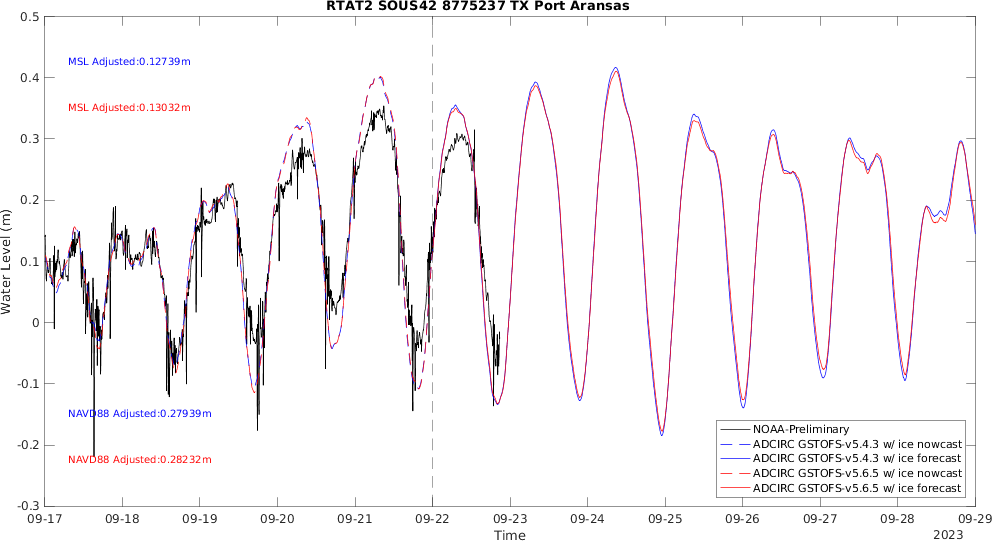 RTAT2 SOUS42 8775237 TX Port Aransas
0.5
0.4
0.3
0.2
0.1
0
-0.1
-0.2
-0.3
Water Level (m)
MSL Adjusted:0.12739m
MSL Adjusted:0.13032m
NAVD88 Adjusted:0.27939m
NAVD88 Adjusted:0.28232m
NOAA-Preliminary
ADCIRC GSTOFS-v5.4.3 w/ ice nowcast
ADCIRC GSTOFS-v5.4.3 w/ ice forecast
ADCIRC GSTOFS-v5.6.5 w/ ice nowcast
ADCIRC GSTOFS-v5.6.5 w/ ice forecast
09-17 09-18 09-19 09-20 09-21 09-22 09-23 09-24 09-25 09-26 09-27 09-28 09-29
Time
2023